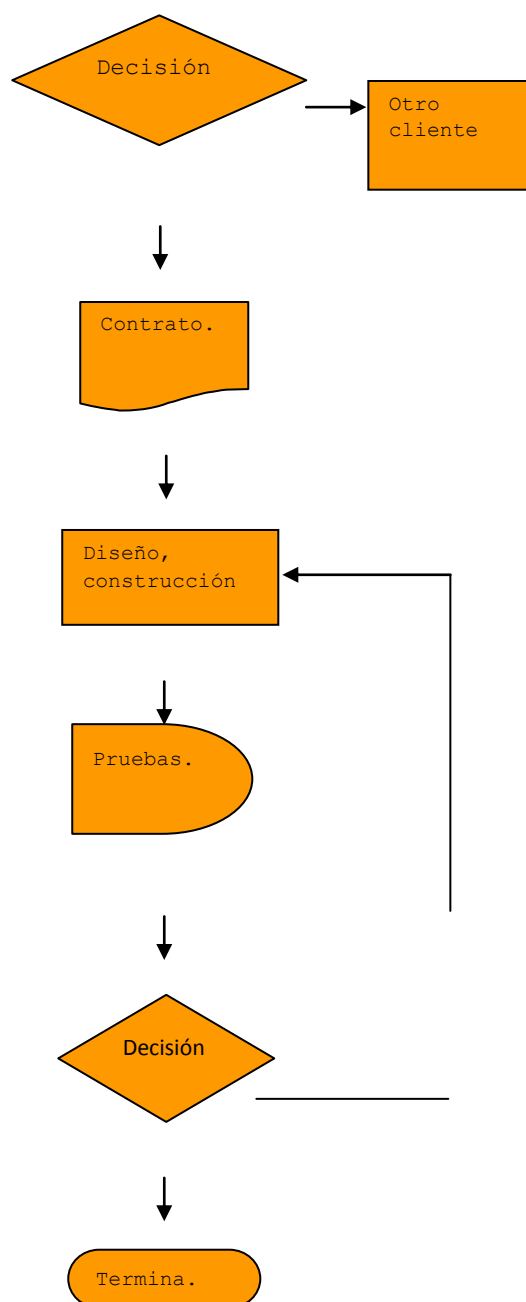 Decisión
Otro
cliente
Contrato.
Diseño,
construcción
Pruebas.
Decisión
Termina.